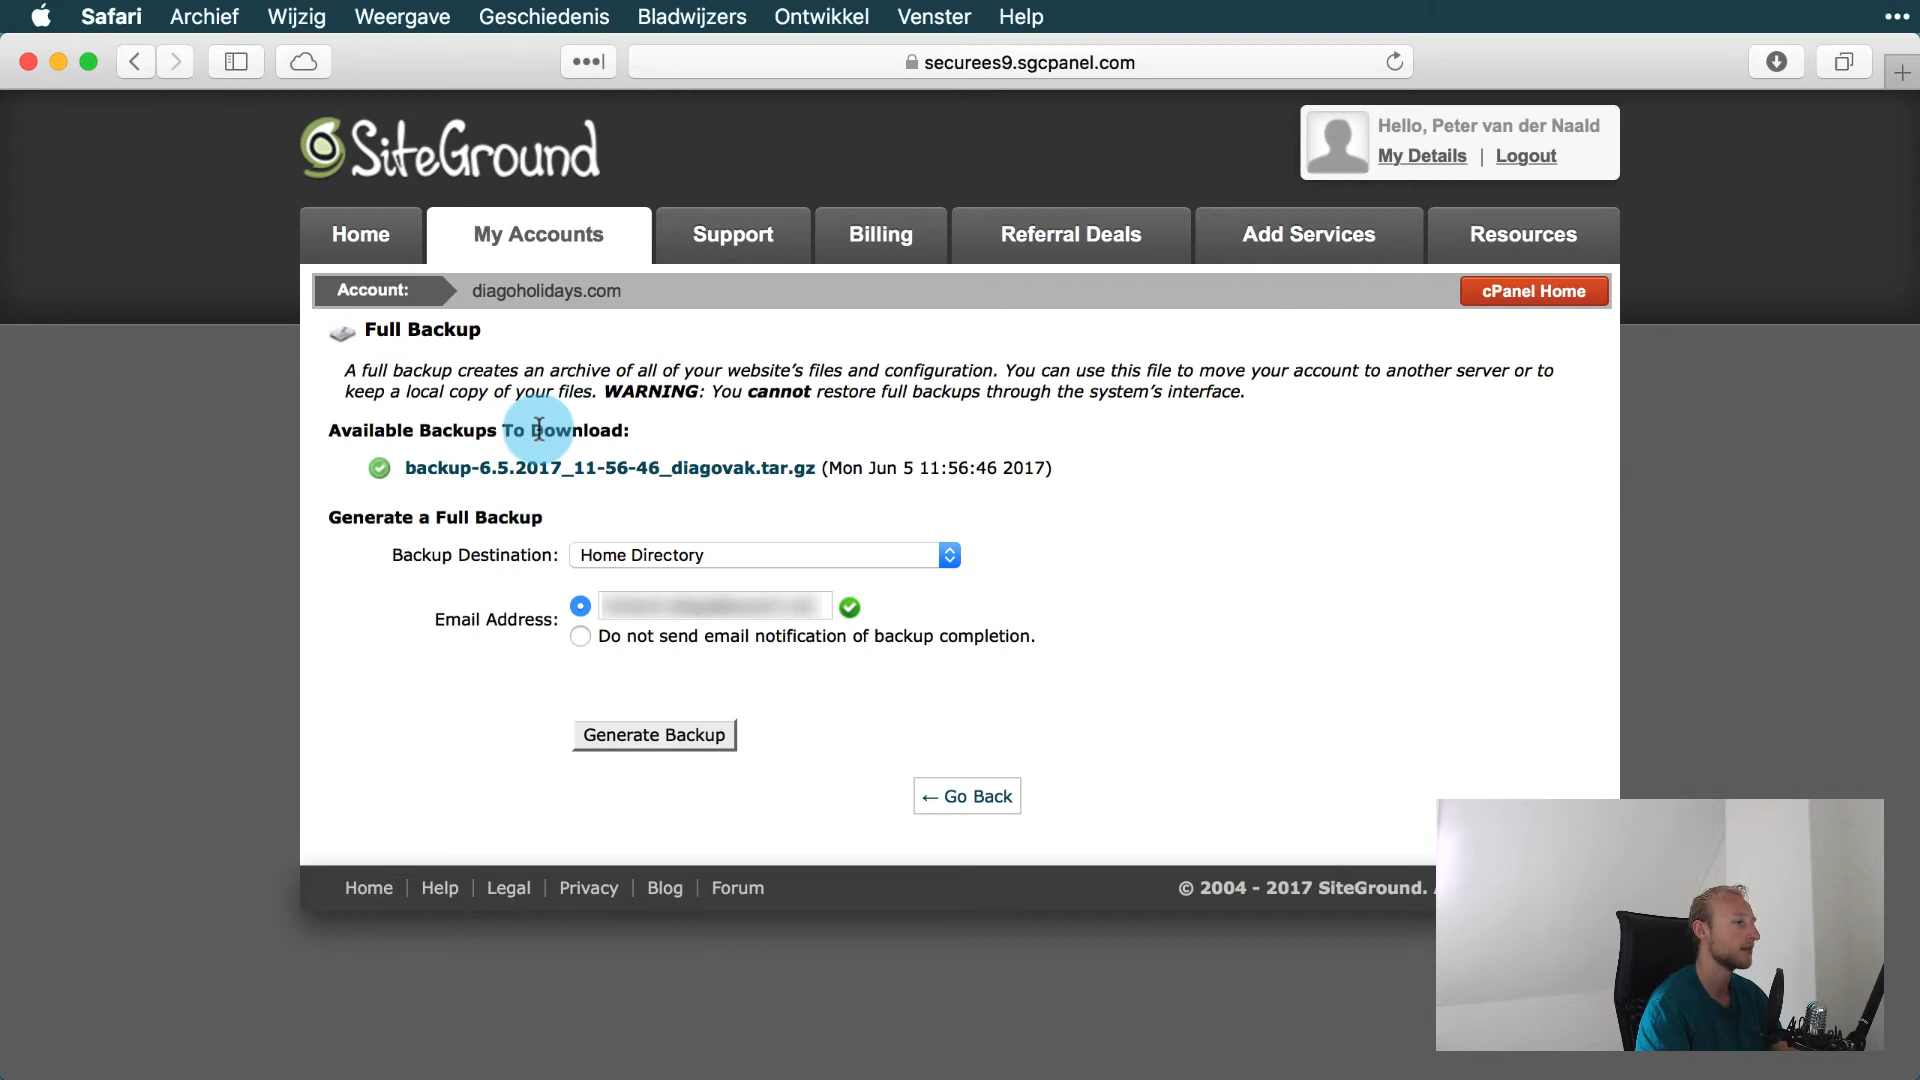 Safari Archief Wijzig Weergave Geschiedenis Bladwijzers Ontwikkel Venster Help
securees9.sgcpanel.com
SiteGround
Hello, Peter van der Naald
My Details | Logout
Home My Accounts Support Billing Referral Deals Add Services Resources
Account: diagoholidays.com cPanel Home
Full Backup
A full backup creates an archive of all of your website's files and configuration. You can use this file to move your account to another server or to
keep a local copy of your files. WARNING: You cannot restore full backups through the system's interface.
Available Backups To Download:
backup-6.5.2017_11-56-46_diagovak.tar.gz (Mon Jun 5 11:56:46 2017)
Generate a Full Backup
Backup Destination: Home Directory
Email Address:
Do not send email notification of backup completion.
Generate Backup
← Go Back
Home | Help | Legal | Privacy | Blog | Forum © 2004 - 2017 SiteGround.